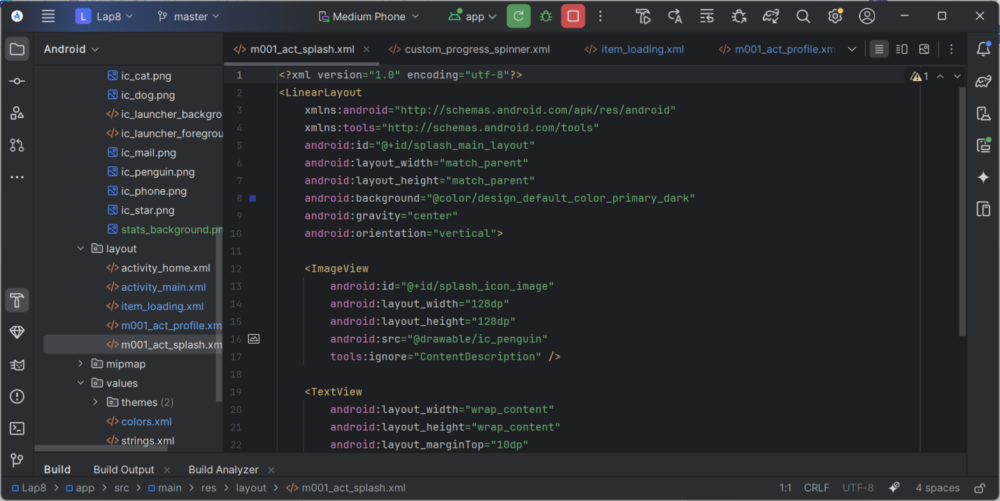 L Lap8 master Medium Phone app
Android
m001_act_splash.xml custom_progress_spinner.xml item_loading.xml m001_act_profile.xm
ic_cat.png
ic_dog.png
ic_launcher_backgro
ic_launcher_foregrou
ic_mail.png
ic_penguin.png
ic_phone.png
ic_star.png
stats_background.pn
layout
activity_home.xml
activity_main.xml
item_loading.xml
m001_act_profile.xm
m001_act_splash.xm
mipmap
values
themes (2)
colors.xml
strings.xml
1 <?xml version="1.0" encoding="utf-8"?>
1
2 <LinearLayout
3 xmlns:android="http://schemas.android.com/apk/res/android"
4 xmlns:tools="http://schemas.android.com/tools"
5 android:id="@+id/splash_main_layout"
6 android:layout_width="match_parent"
7 android:layout_height="match_parent"
8 android:background="@color/design_default_color_primary_dark"
9 android:gravity="center"
10 android:orientation="vertical">
11
12 <ImageView
13 android:id="@+id/splash_icon_image"
14 android:layout_width="128dp"
15 android:layout_height="128dp"
16 android:src="@drawable/ic_penguin"
17 tools:ignore="ContentDescription" />
18
19 <TextView
20 android:layout_width="wrap_content"
21 android:layout_height="wrap_content"
22 android:layout_marginTop="10dp"
Build Build Output Build Analyzer
Lap8 > app > src > main > res > layout > m001_act_splash.xml 1:1 CRLF UTF-8 4 spaces